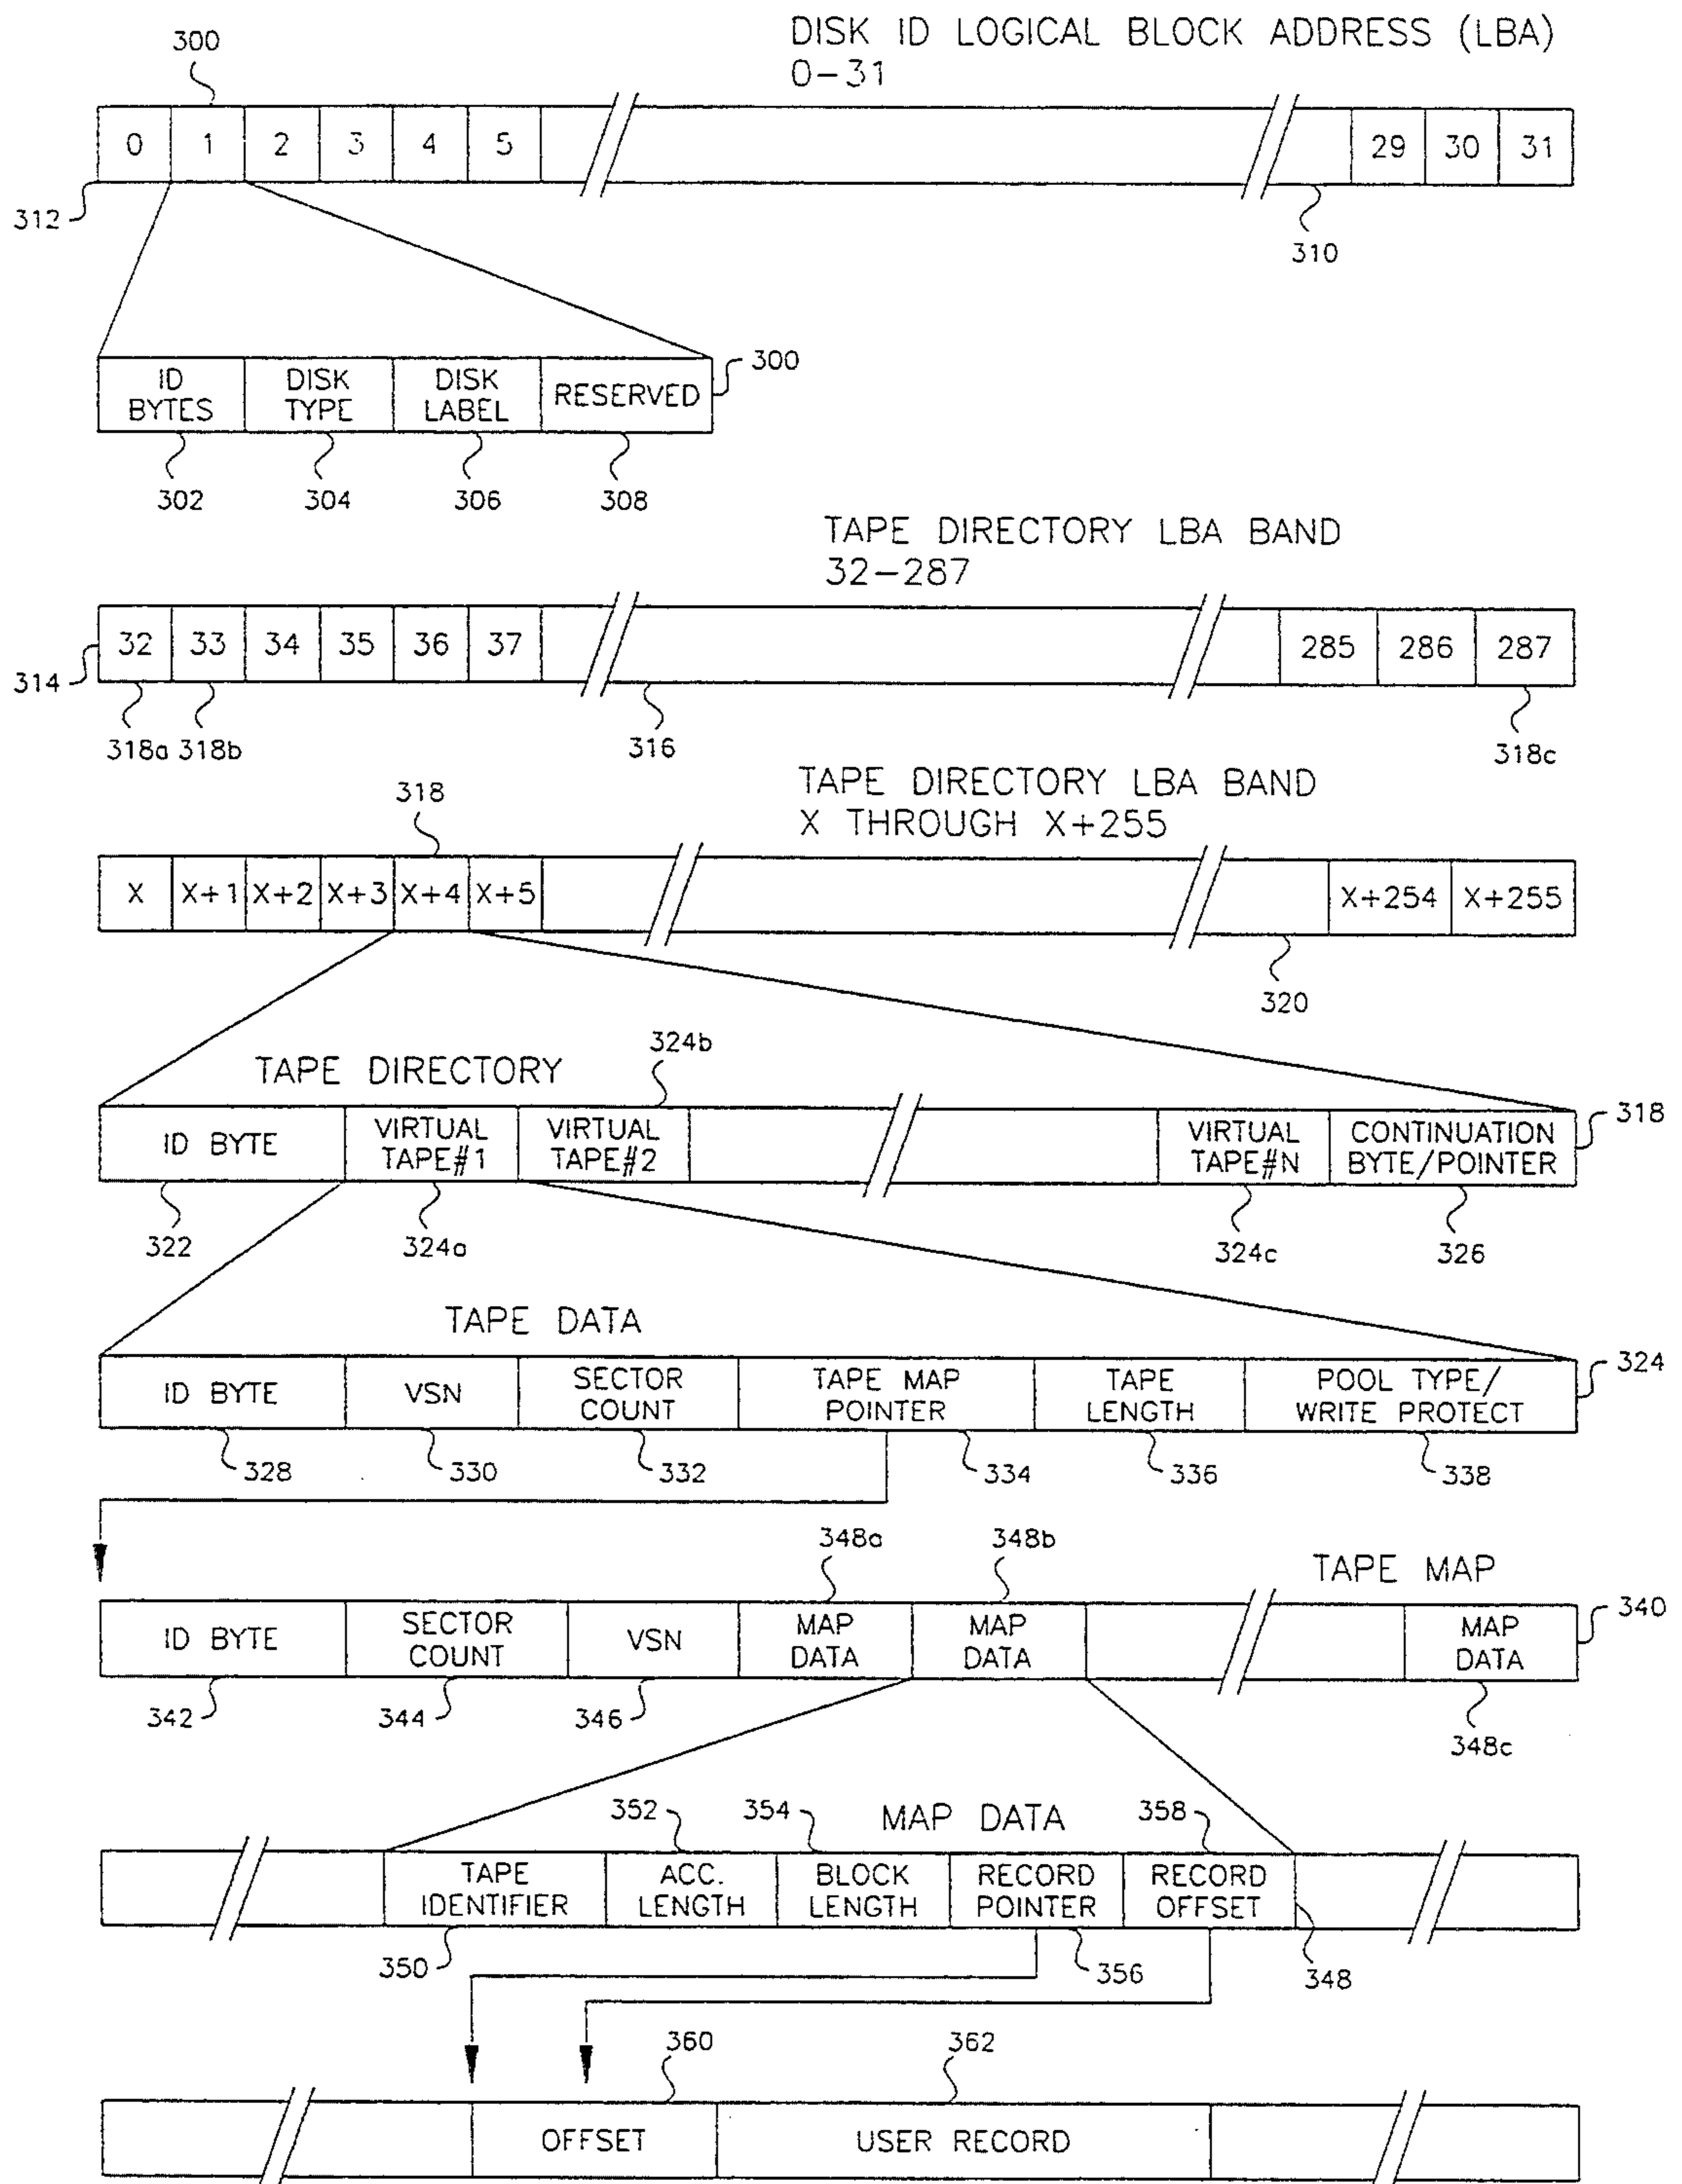 DISK ID LOGICAL BLOCK ADDRESS (LBA)
0-31
300
0 1 2 3 4 5 29 30 31
312
310
ID BYTES DISK TYPE DISK LABEL RESERVED
300
302 304 306 308
TAPE DIRECTORY LBA BAND
32-287
32 33 34 35 36 37 285 286 287
314
318a 318b 316 318c
TAPE DIRECTORY LBA BAND
X THROUGH X+255
318
X X+1 X+2 X+3 X+4 X+5 X+254 X+255
320
324b
TAPE DIRECTORY
ID BYTE VIRTUAL TAPE#1 VIRTUAL TAPE#2 VIRTUAL TAPE#N CONTINUATION BYTE/POINTER
318
322 324a 324c 326
TAPE DATA
ID BYTE VSN SECTOR COUNT TAPE MAP POINTER TAPE LENGTH POOL TYPE/ WRITE PROTECT
324
328 330 332 334 336 338
348a 348b
TAPE MAP
ID BYTE SECTOR COUNT VSN MAP DATA MAP DATA MAP DATA
340
342 344 346 348c
352 354 MAP DATA 358
TAPE IDENTIFIER ACC. LENGTH BLOCK LENGTH RECORD POINTER RECORD OFFSET
350 356 348
360 362
OFFSET USER RECORD